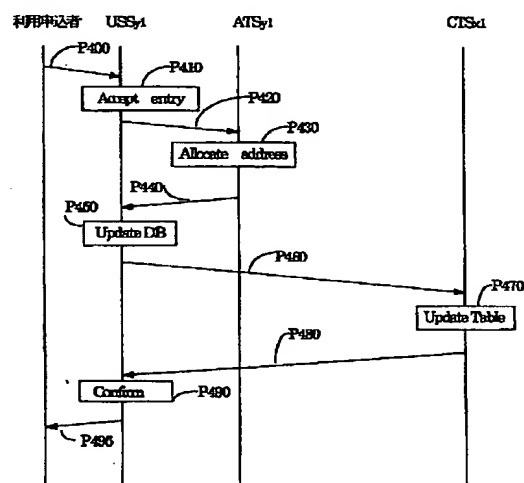 利用申込者 USSy1 ATSy1 CTSx1
P400
P410
Accept entry
P420
P430
Allocate address
P440
P450
Update DB
P460
P470
Update Table
P480
Confirm
P490
P495